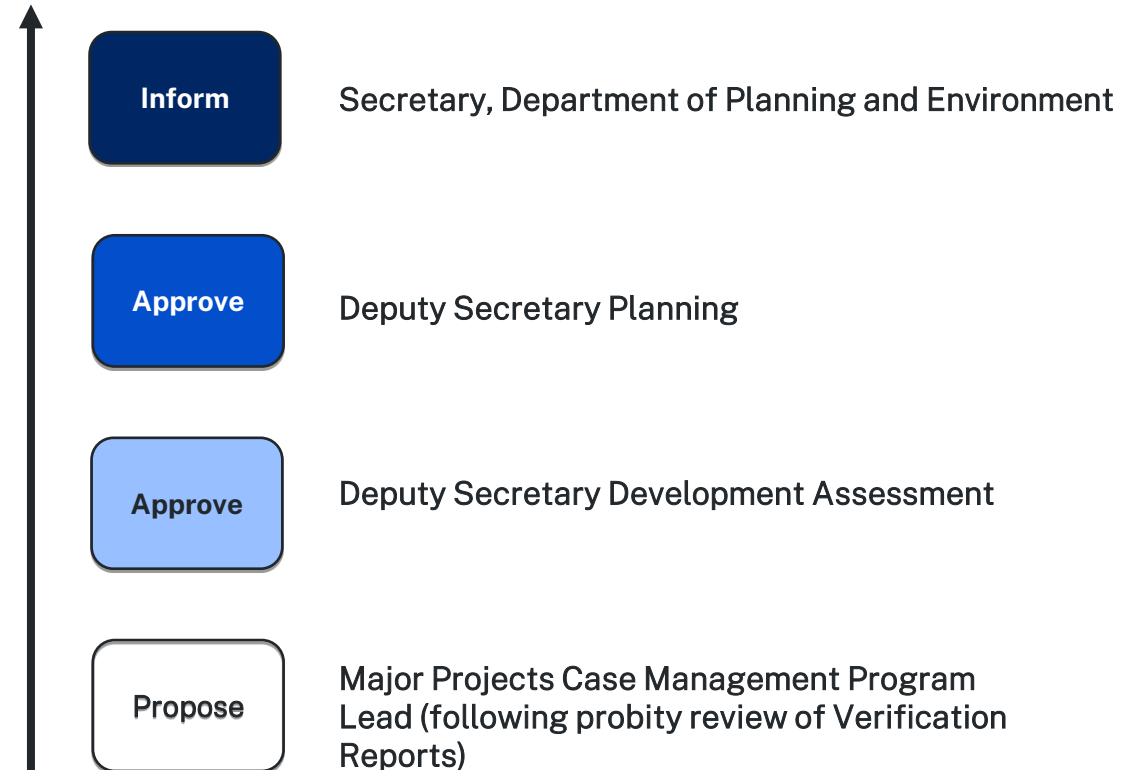 Inform
Secretary, Department of Planning and Environment
Approve
Deputy Secretary Planning
Approve
Deputy Secretary Development Assessment
Propose
Major Projects Case Management Program
Lead (following probity review of Verification
Reports)